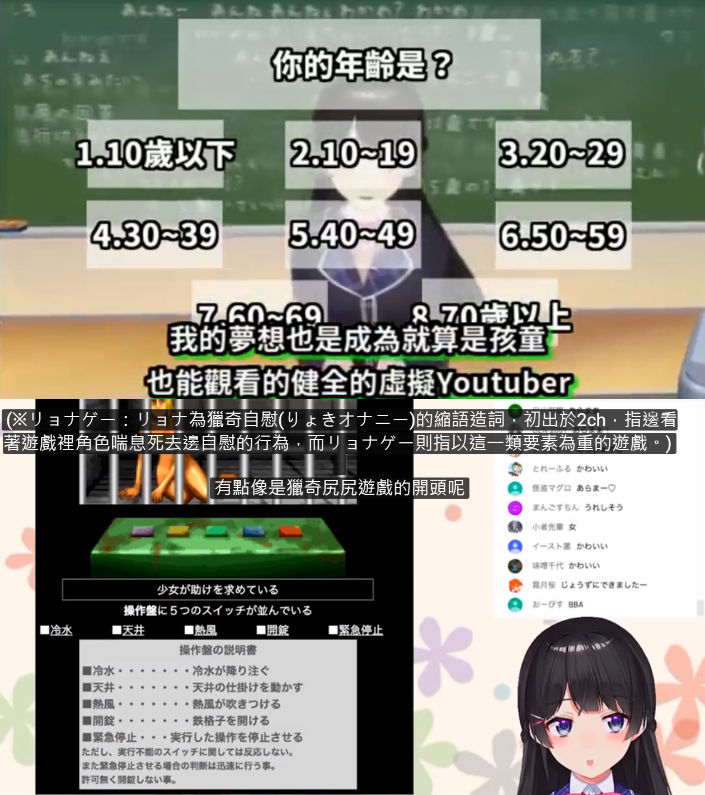 你的年齡是？
1.10歲以下
2.10~19
3.20~29
4.30~39
5.40~49
6.50~59
7.60~69
8.70歲以上
我的夢想也是成為就算是孩童
也能觀看的健全的虛擬Youtuber
(※リョナゲー：リョナ為獵奇自慰(りょきオナニー)的縮語造詞，初出於2ch，指邊看
著遊戲裡角色喘息死去邊自慰的行為，而リョナゲー則指以這一類要素為重的遊戲。)
有點像是獵奇尻尻遊戲的開頭呢
とれーふる かわいい
怪盗マグロ あらまー♡
まんごすちん うれしそう
小者先輩 女
イースト菌 かわいい
味噌千代 かわいい
霜月桜 じょうずにできましたー
おーぴす BBA
少女が助けを求めている
操作盤に５つのスイッチが並んでいる
■冷水 ■天井 ■熱風 ■開錠 ■緊急停止
操作盤の説明書
■冷水・・・・・・・冷水が降り注ぐ
■天井・・・・・・・天井の仕掛けを動かす
■熱風・・・・・・・熱風が吹きつける
■開錠・・・・・・・鉄格子を開ける
■緊急停止・・・実行した操作を停止させる
ただし、実行不能のスイッチに関しては反応しない。
また緊急停止させる場合の判断は迅速に行う事。
許可無く開錠しない事。